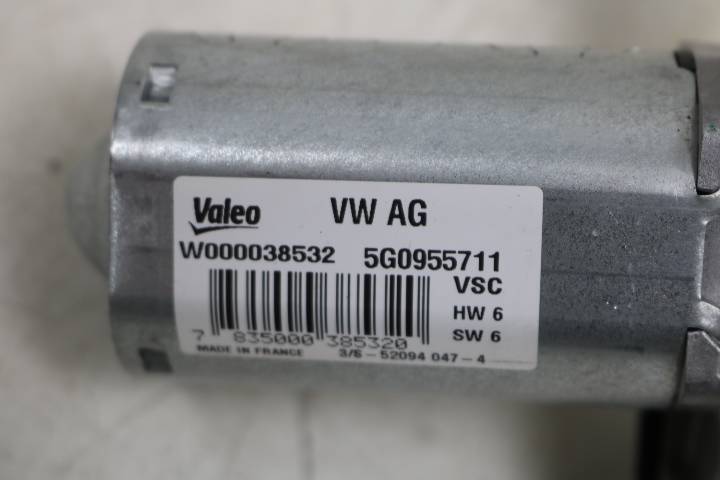 Valeo VW AG
W000038532 5G0955711
VSC
HW 6
SW 6
7 835000 385320
MADE IN FRANCE 3/6-52094 047-4